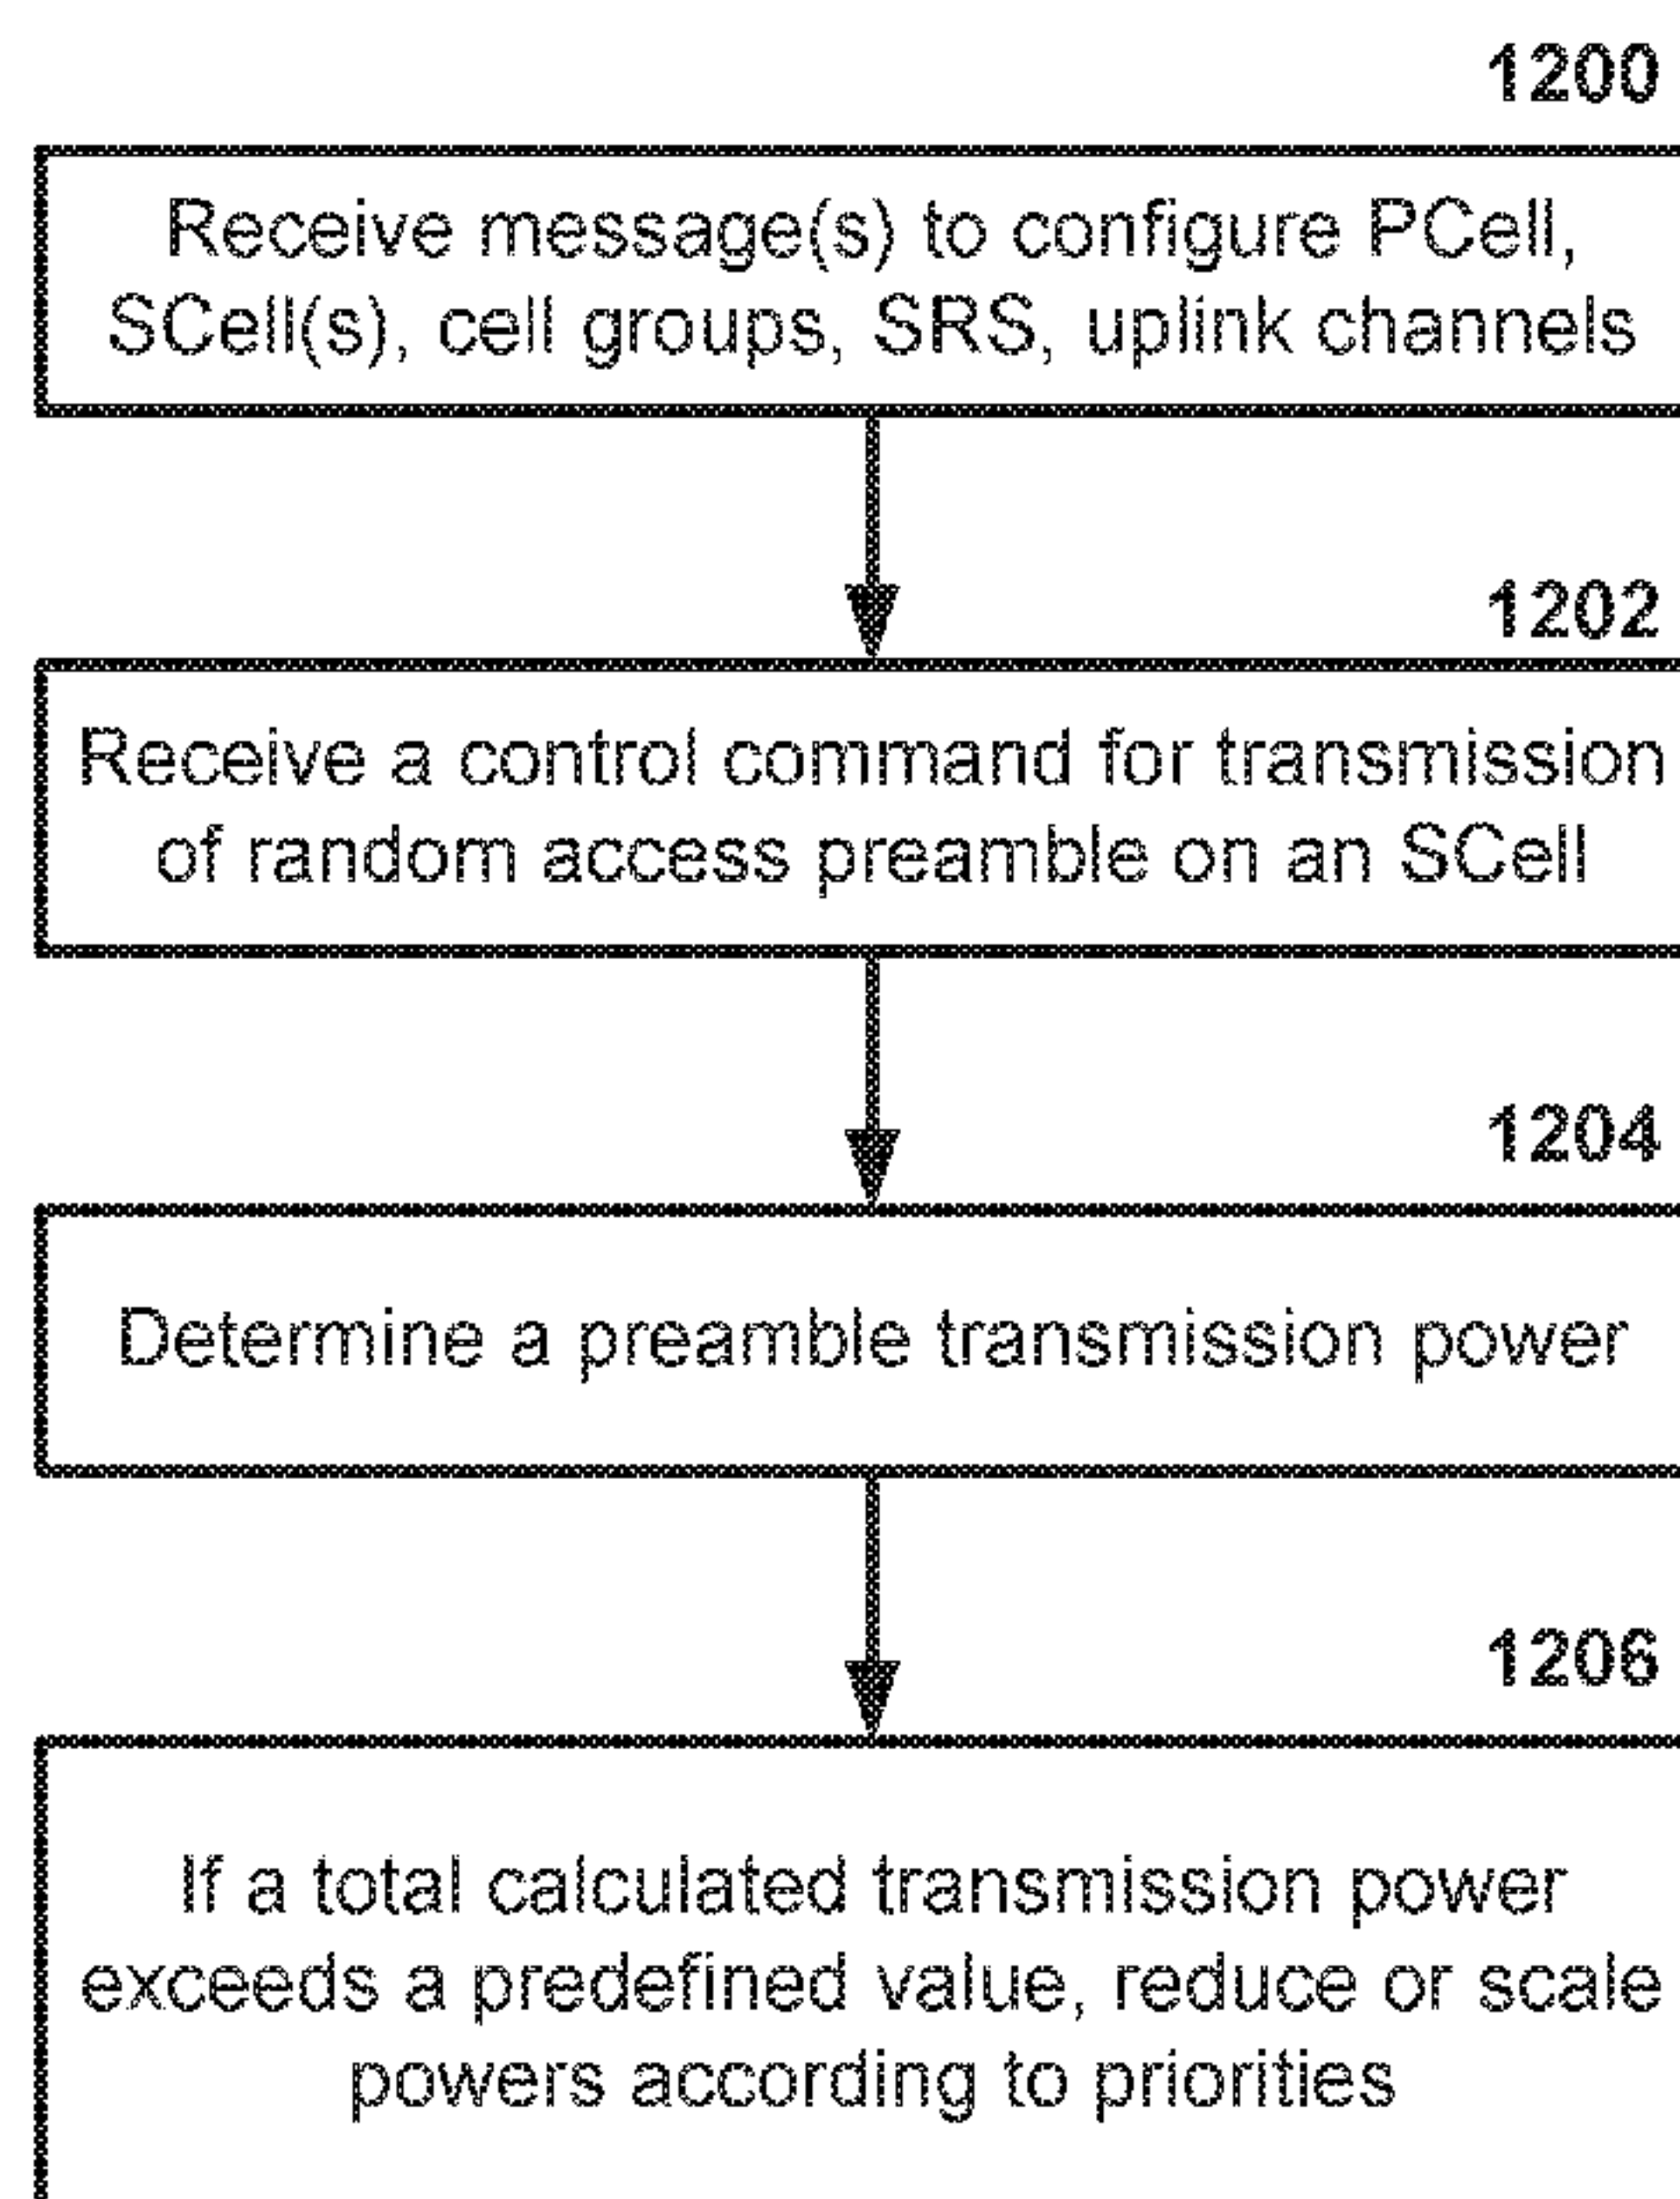 1200
Receive message(s) to configure PCell,
SCell(s), cell groups, SRS, uplink channels
1202
Receive a control command for transmission
of random access preamble on an SCell
1204
Determine a preamble transmission power
1206
If a total calculated transmission power
exceeds a predefined value, reduce or scale
powers according to priorities